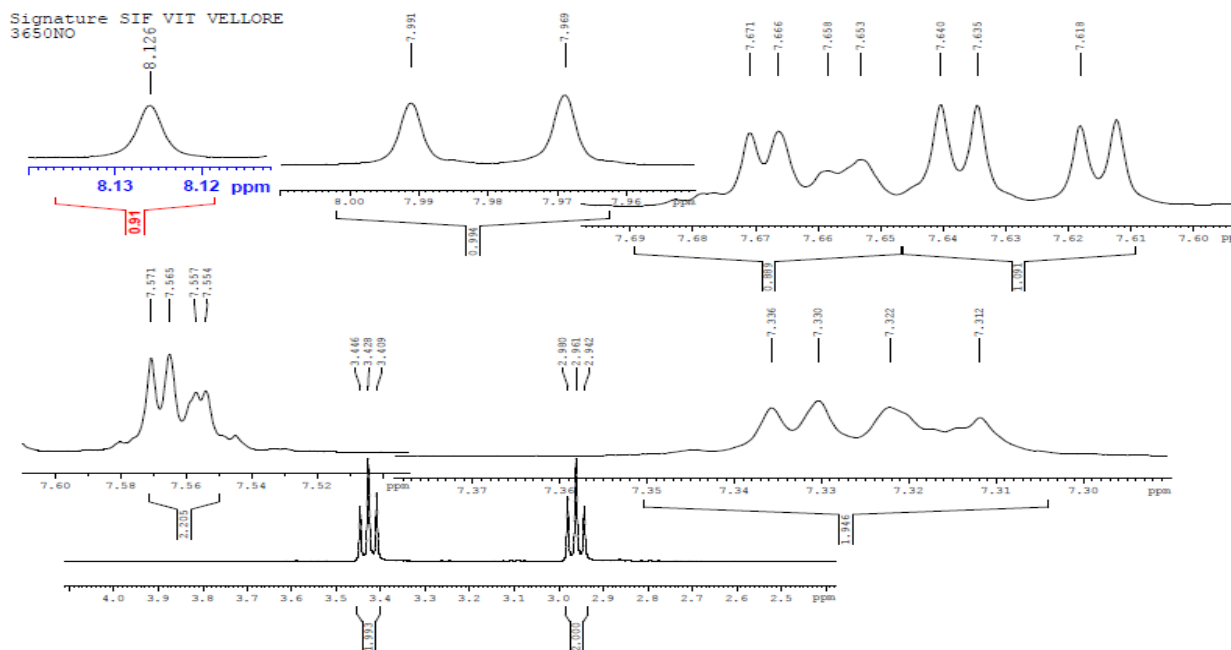 Signature SIF VIT VELLORE
3650NO
8.126
8.13 8.12 ppm
0.91
7.991 7.969
8.00 7.99 7.98 7.97 7.96 ppm
0.994
7.671 7.666 7.658 7.653 7.640 7.635 7.618
7.69 7.68 7.67 7.66 7.65 7.64 7.63 7.62 7.61 7.60
0.889 1.091
7.571 7.565 7.557 7.554
7.60 7.58 7.56 7.54 7.52 ppm
2.205
7.336 7.330 7.322 7.312
7.37 7.36 7.35 7.34 7.33 7.32 7.31 7.30 ppm
1.946
3.446 3.428 3.409 2.980 2.961 2.942
4.0 3.9 3.8 3.7 3.6 3.5 3.4 3.3 3.2 3.1 3.0 2.9 2.8 2.7 2.6 2.5 ppm
1.993 2.000